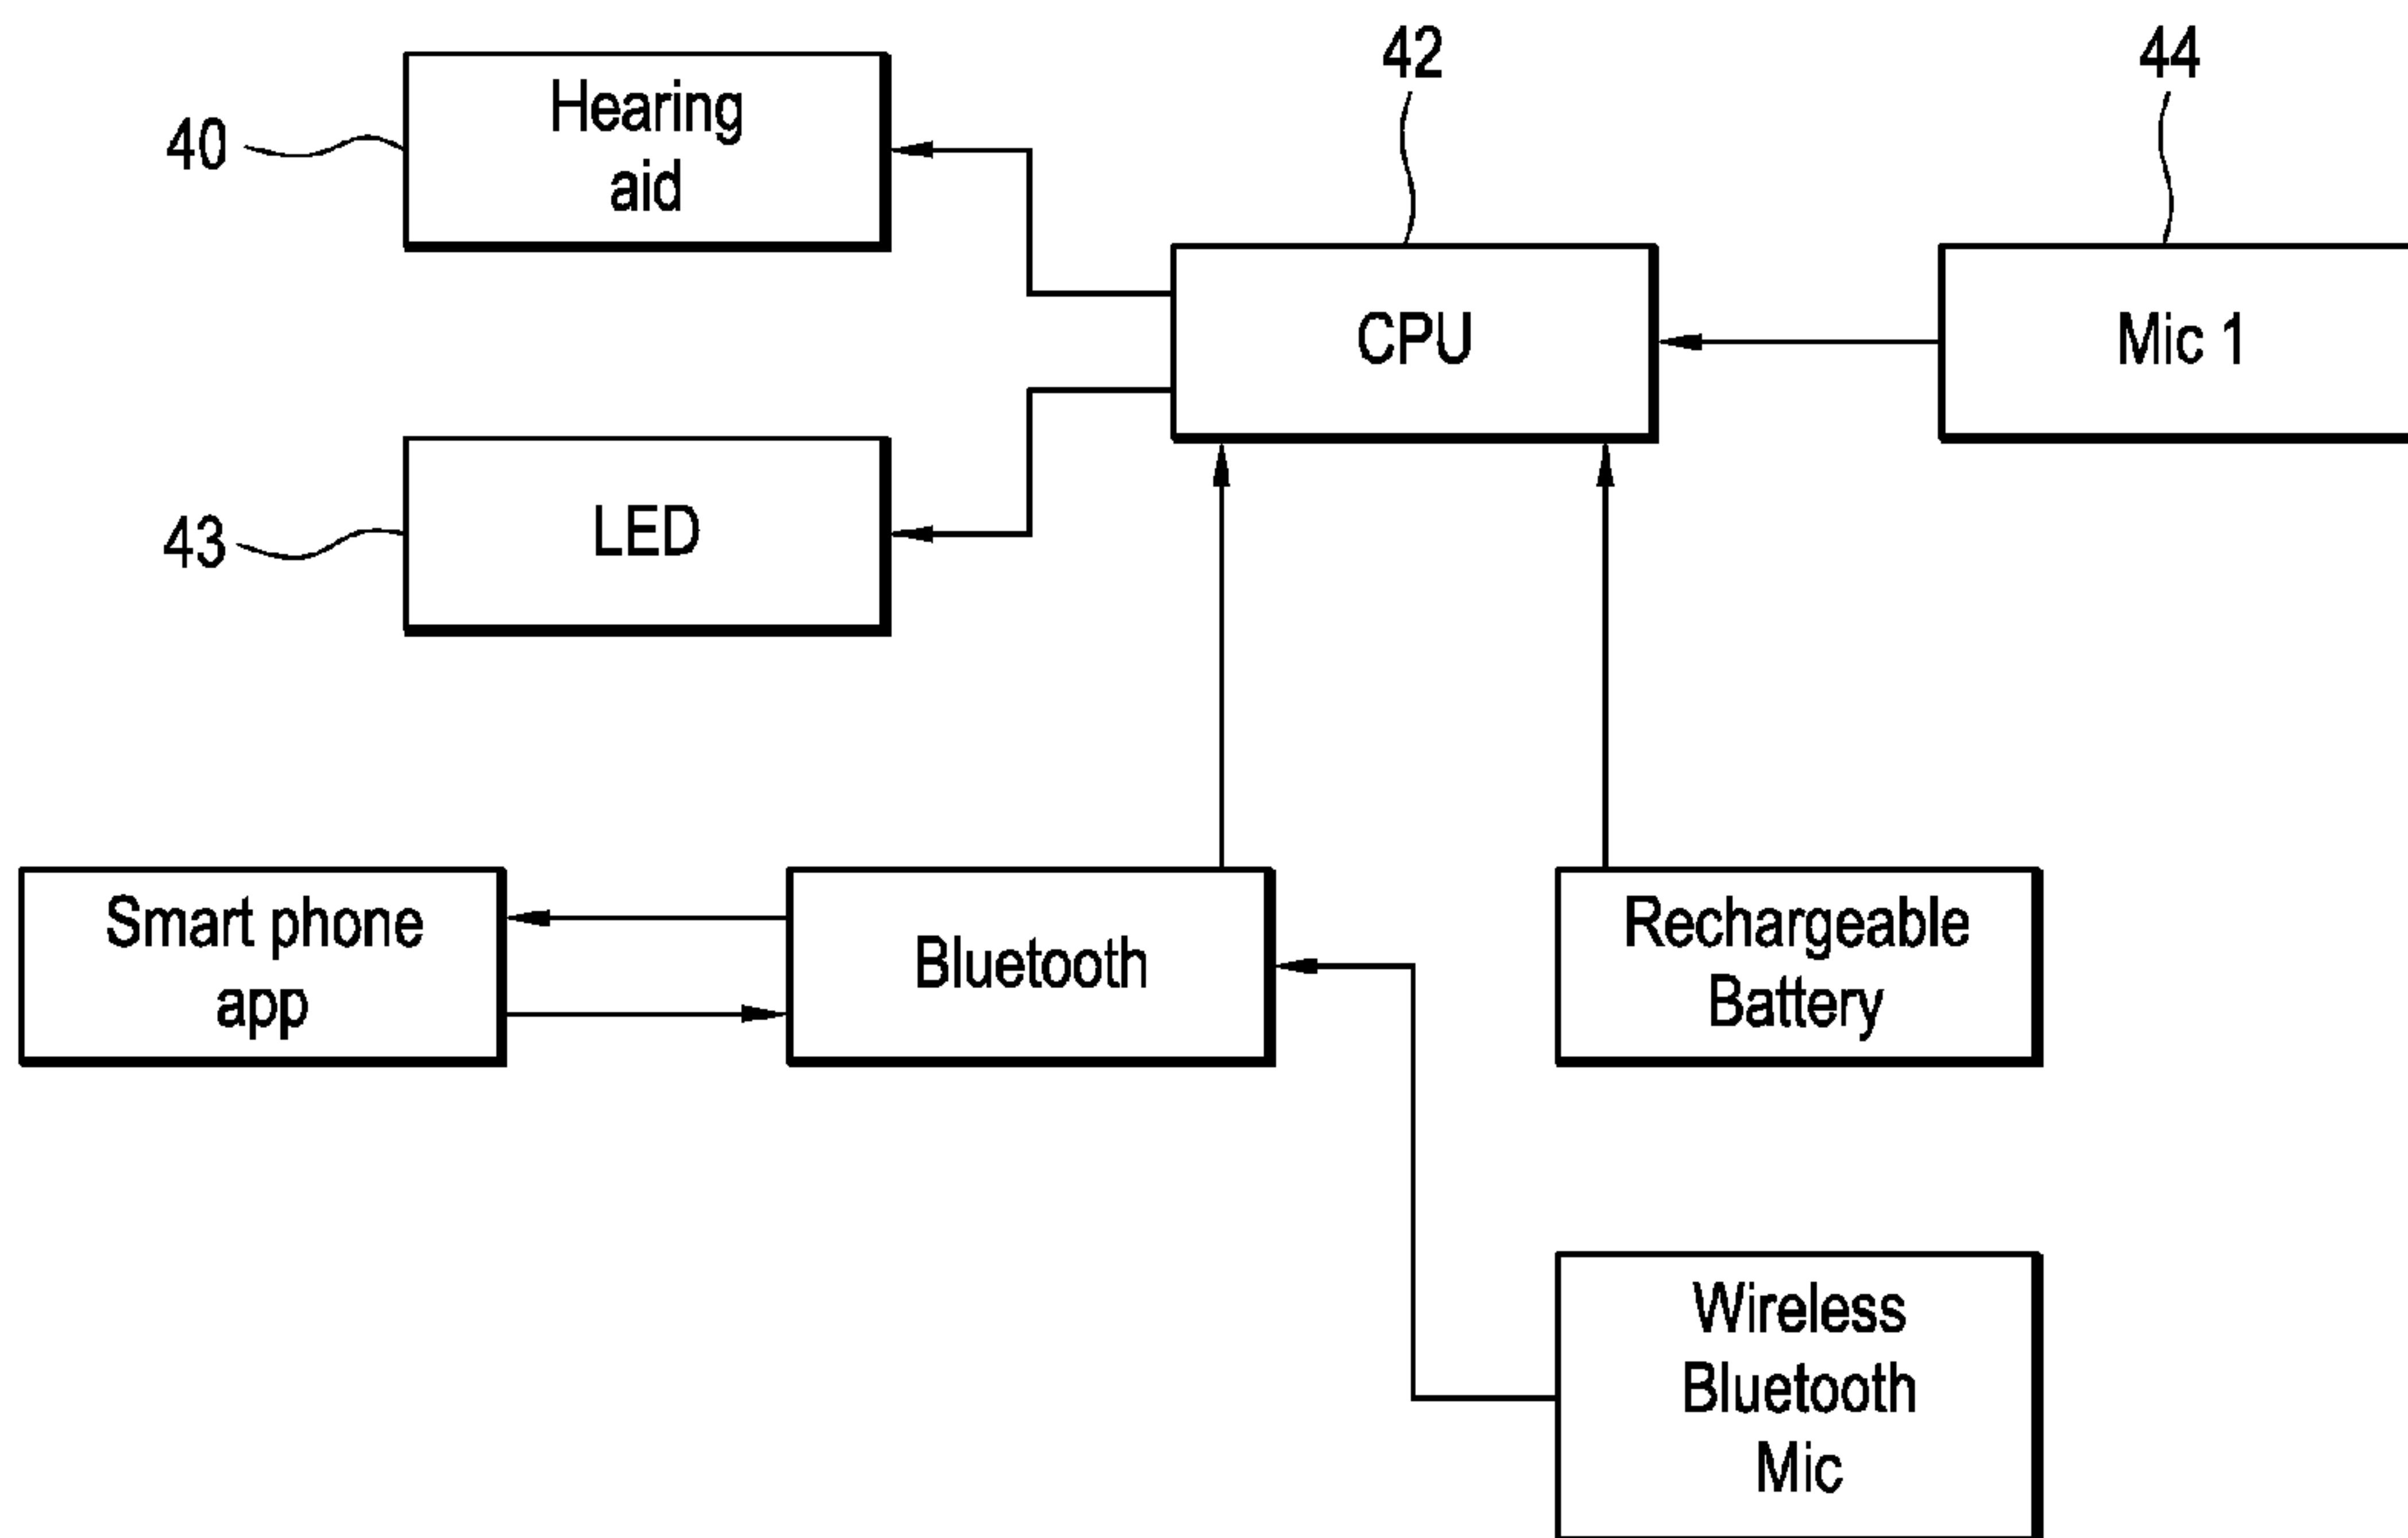 42
44
Hearing
aid
40
CPU
Mic 1
LED
43
Smart phone
app
Bluetooth
Rechargeable
Battery
Wireless
Bluetooth
Mic